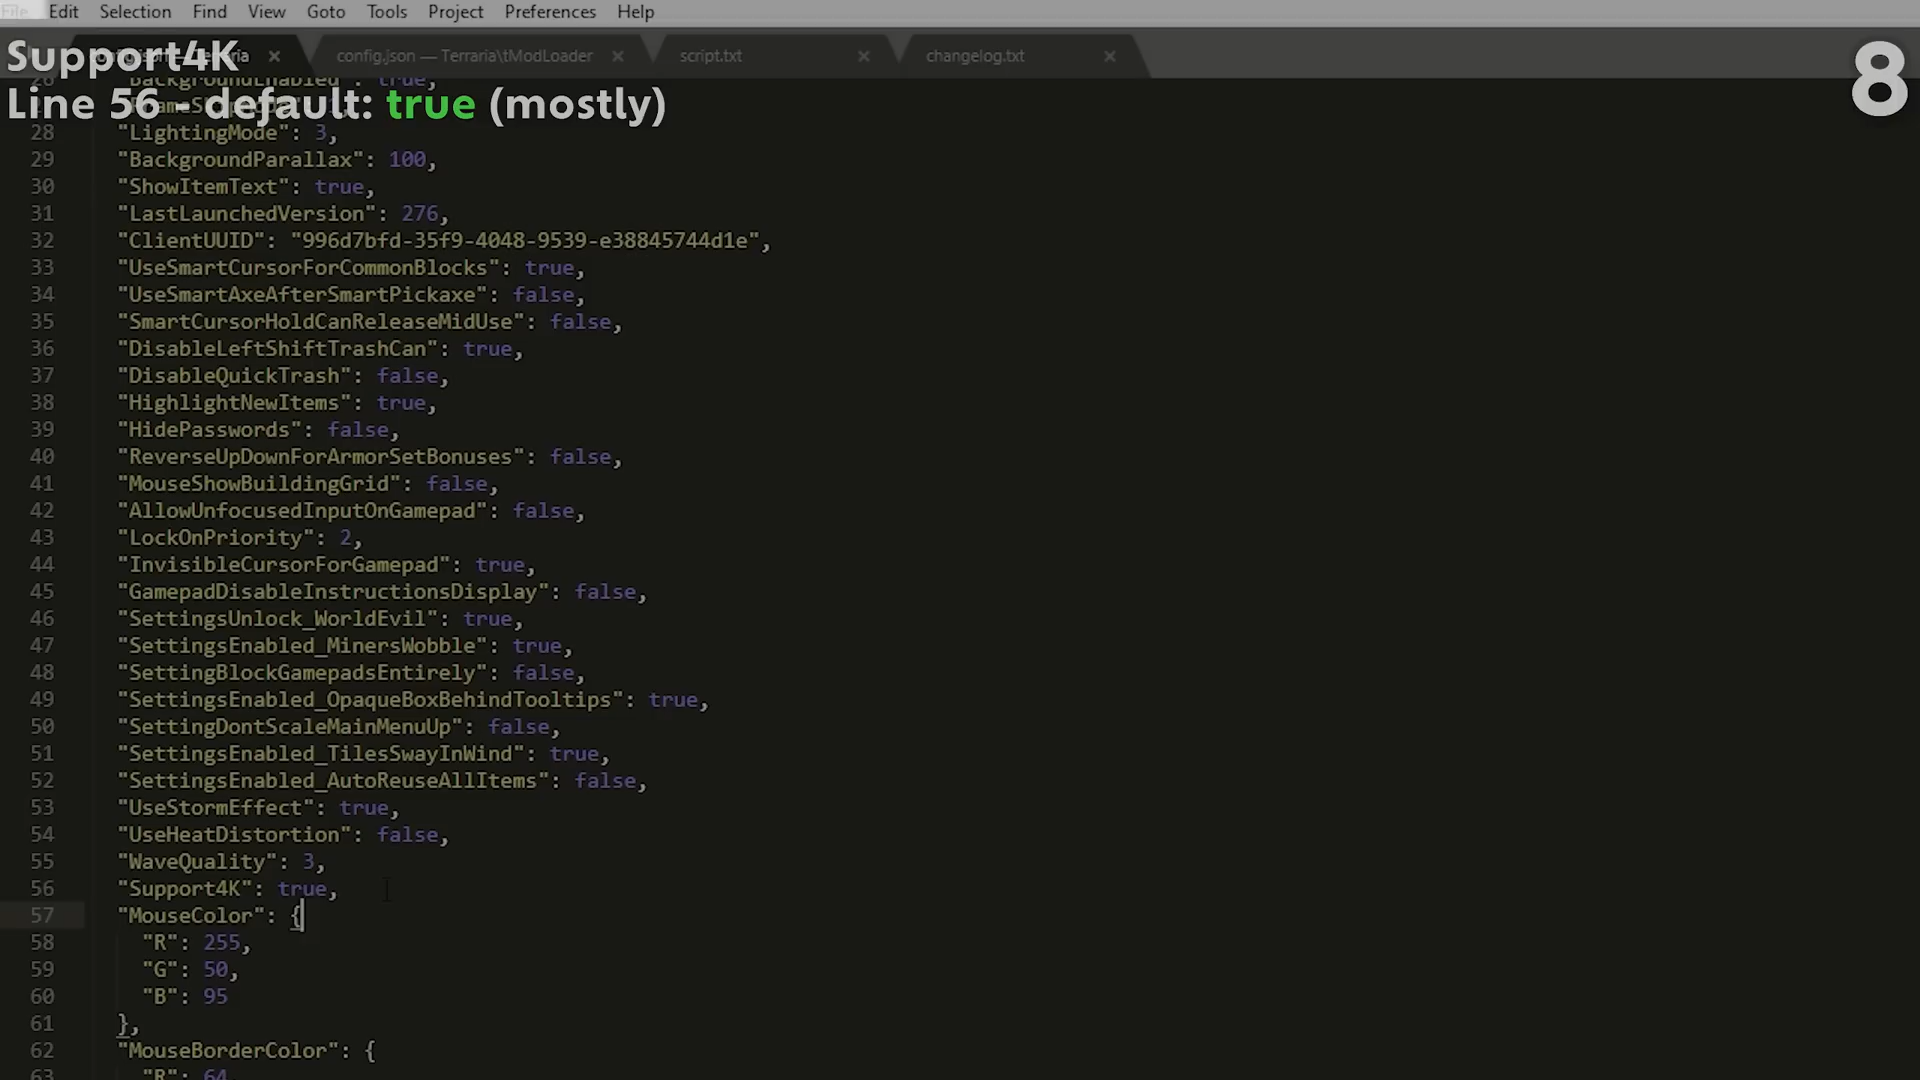 File Edit Selection Find View Goto Tools Project Preferences Help
Support4K
config.json — Terraria\tModLoader × script.txt × changelog.txt ×
8
"BackgroundEnabled": true,
Line 56 - default: true (mostly)
28 "LightingMode": 3,
29 "BackgroundParallax": 100,
30 "ShowItemText": true,
31 "LastLaunchedVersion": 276,
32 "ClientUUID": "996d7bfd-35f9-4048-9539-e38845744d1e",
33 "UseSmartCursorForCommonBlocks": true,
34 "UseSmartAxeAfterSmartPickaxe": false,
35 "SmartCursorHoldCanReleaseMidUse": false,
36 "DisableLeftShiftTrashCan": true,
37 "DisableQuickTrash": false,
38 "HighlightNewItems": true,
39 "HidePasswords": false,
40 "ReverseUpDownForArmorSetBonuses": false,
41 "MouseShowBuildingGrid": false,
42 "AllowUnfocusedInputOnGamepad": false,
43 "LockOnPriority": 2,
44 "InvisibleCursorForGamepad": true,
45 "GamepadDisableInstructionsDisplay": false,
46 "SettingsUnlock_WorldEvil": true,
47 "SettingsEnabled_MinersWobble": true,
48 "SettingBlockGamepadsEntirely": false,
49 "SettingsEnabled_OpaqueBoxBehindTooltips": true,
50 "SettingDontScaleMainMenuUp": false,
51 "SettingsEnabled_TilesSwayInWind": true,
52 "SettingsEnabled_AutoReuseAllItems": false,
53 "UseStormEffect": true,
54 "UseHeatDistortion": false,
55 "WaveQuality": 3,
56 "Support4K": true,
57 "MouseColor": {
58 "R": 255,
59 "G": 50,
60 "B": 95
61 },
62 "MouseBorderColor": {
63 "R": 64,